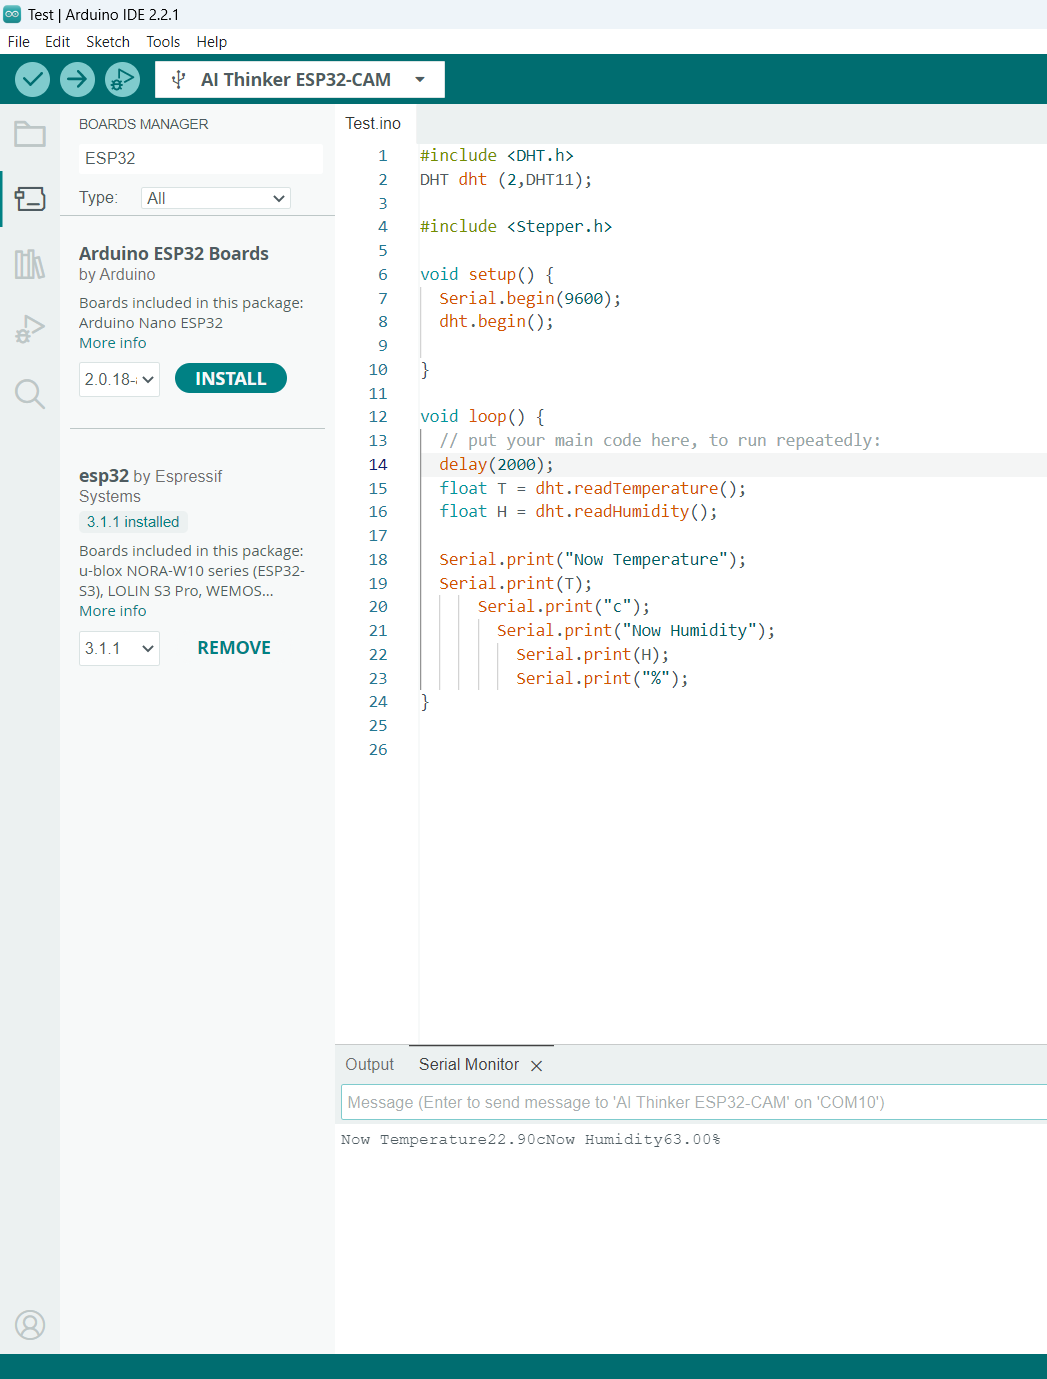 Test | Arduino IDE 2.2.1
File Edit Sketch Tools Help
AI Thinker ESP32-CAM
BOARDS MANAGER
ESP32
Type: All
Arduino ESP32 Boards
by Arduino
Boards included in this package:
Arduino Nano ESP32
More info
2.0.18-
INSTALL
esp32 by Espressif
Systems
3.1.1 installed
Boards included in this package:
u-blox NORA-W10 series (ESP32-
S3), LOLIN S3 Pro, WEMOS...
More info
3.1.1
REMOVE
Test.ino
1 #include <DHT.h>
2 DHT dht (2,DHT11);
3
4 #include <Stepper.h>
5
6 void setup() {
7 Serial.begin(9600);
8 dht.begin();
9
10 }
11
12 void loop() {
13 // put your main code here, to run repeatedly:
14 delay(2000);
15 float T = dht.readTemperature();
16 float H = dht.readHumidity();
17
18 Serial.print("Now Temperature");
19 Serial.print(T);
20 Serial.print("c");
21 Serial.print("Now Humidity");
22 Serial.print(H);
23 Serial.print("%");
24 }
25
26
Output Serial Monitor
Message (Enter to send message to 'AI Thinker ESP32-CAM' on 'COM10')
Now Temperature22.90cNow Humidity63.00%